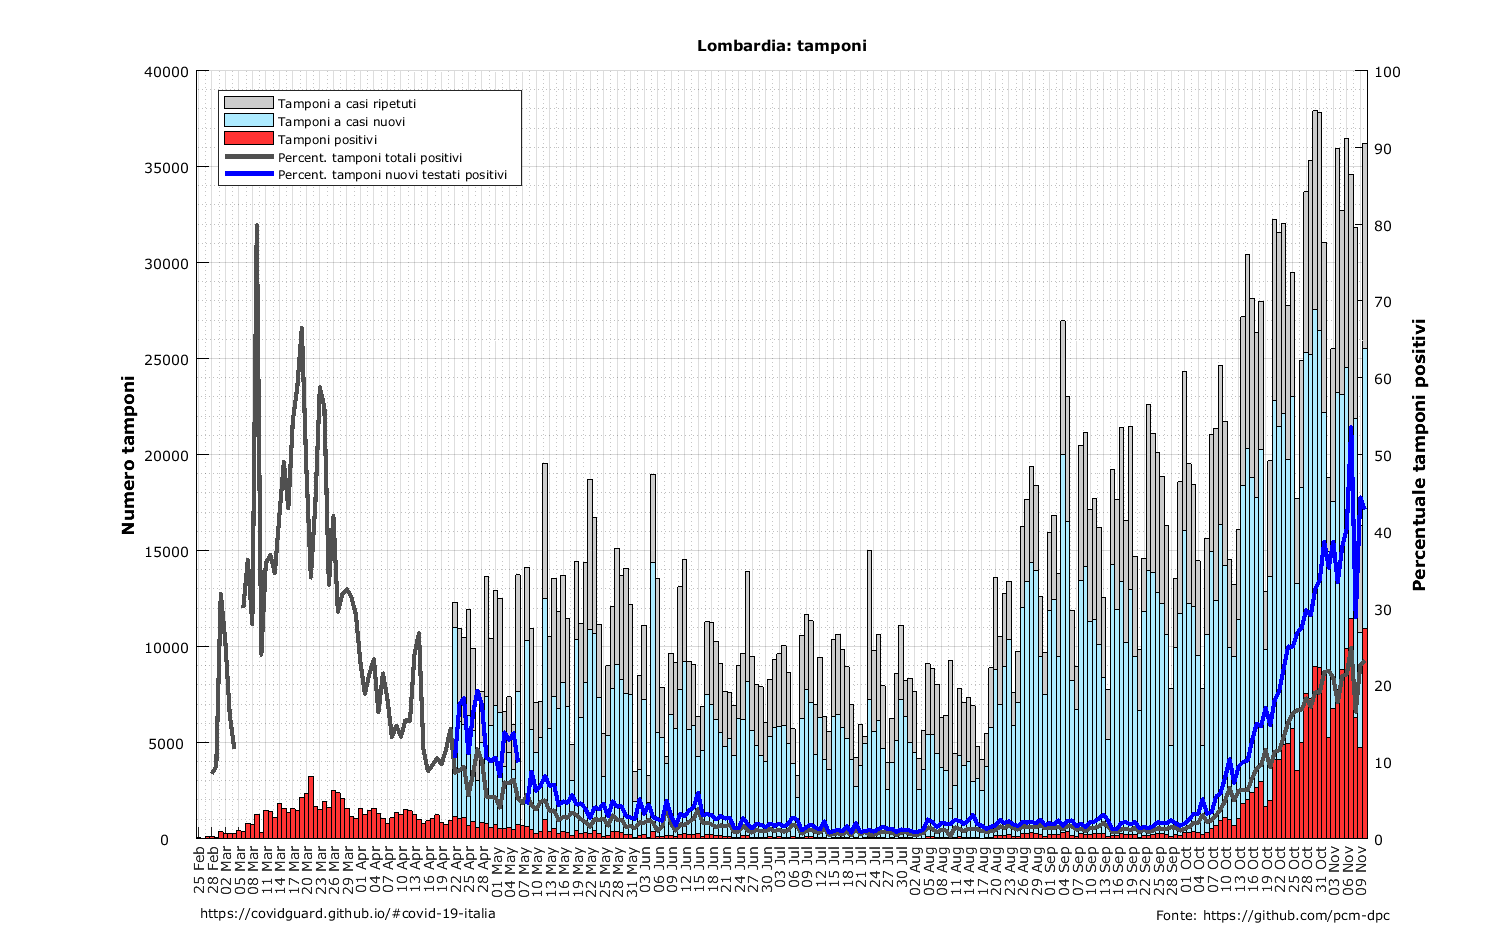 Lombardia: tamponi
40000
35000
30000
25000
20000
15000
10000
5000
0
100
90
80
70
60
50
40
30
20
10
0
Tamponi a casi ripetuti
Tamponi a casi nuovi
Tamponi positivi
Percent. tamponi totali positivi
Percent. tamponi nuovi testati positivi
Numero tamponi
Percentuale tamponi positivi
25 Feb
28 Feb
02 Mar
05 Mar
08 Mar
11 Mar
14 Mar
17 Mar
20 Mar
23 Mar
26 Mar
29 Mar
01 Apr
04 Apr
07 Apr
10 Apr
13 Apr
16 Apr
19 Apr
22 Apr
25 Apr
28 Apr
01 May
04 May
07 May
10 May
13 May
16 May
19 May
22 May
25 May
28 May
31 May
03 Jun
06 Jun
09 Jun
12 Jun
15 Jun
18 Jun
21 Jun
24 Jun
27 Jun
30 Jun
03 Jul
06 Jul
09 Jul
12 Jul
15 Jul
18 Jul
21 Jul
24 Jul
27 Jul
30 Jul
02 Aug
05 Aug
08 Aug
11 Aug
14 Aug
17 Aug
20 Aug
23 Aug
26 Aug
29 Aug
01 Sep
04 Sep
07 Sep
10 Sep
13 Sep
16 Sep
19 Sep
22 Sep
25 Sep
28 Sep
01 Oct
04 Oct
07 Oct
10 Oct
13 Oct
16 Oct
19 Oct
22 Oct
25 Oct
28 Oct
31 Oct
03 Nov
06 Nov
09 Nov
https://covidguard.github.io/#covid-19-italia
Fonte: https://github.com/pcm-dpc